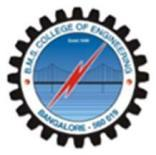 B.M.S. COLLEGE OF ENGINEERING
BANGALORE - 560 019